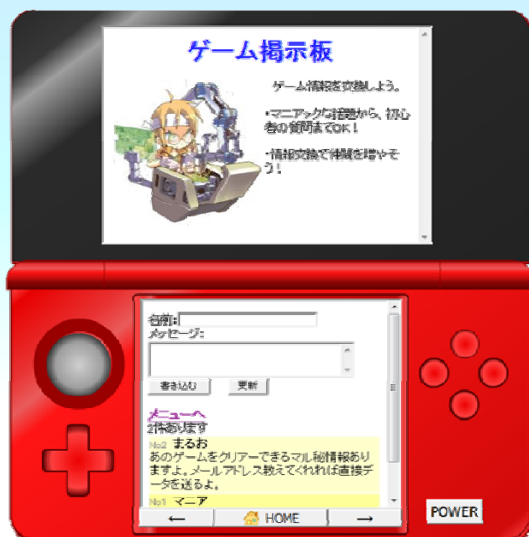 ゲーム掲示板
ゲーム情報を交換しよう。
・マニアックな話題から、初心
者の質問までOK！
・情報交換で仲間を増やそ
う！
名前:
メッセージ:
書き込む 更新
メニューへ
2件あります
No2 まるお
あのゲームをクリアーできるマル秘情報あり
ますよ。メールアドレス教えてくれれば直接デ
ータを送るよ。
No1 マニア
← HOME →
POWER